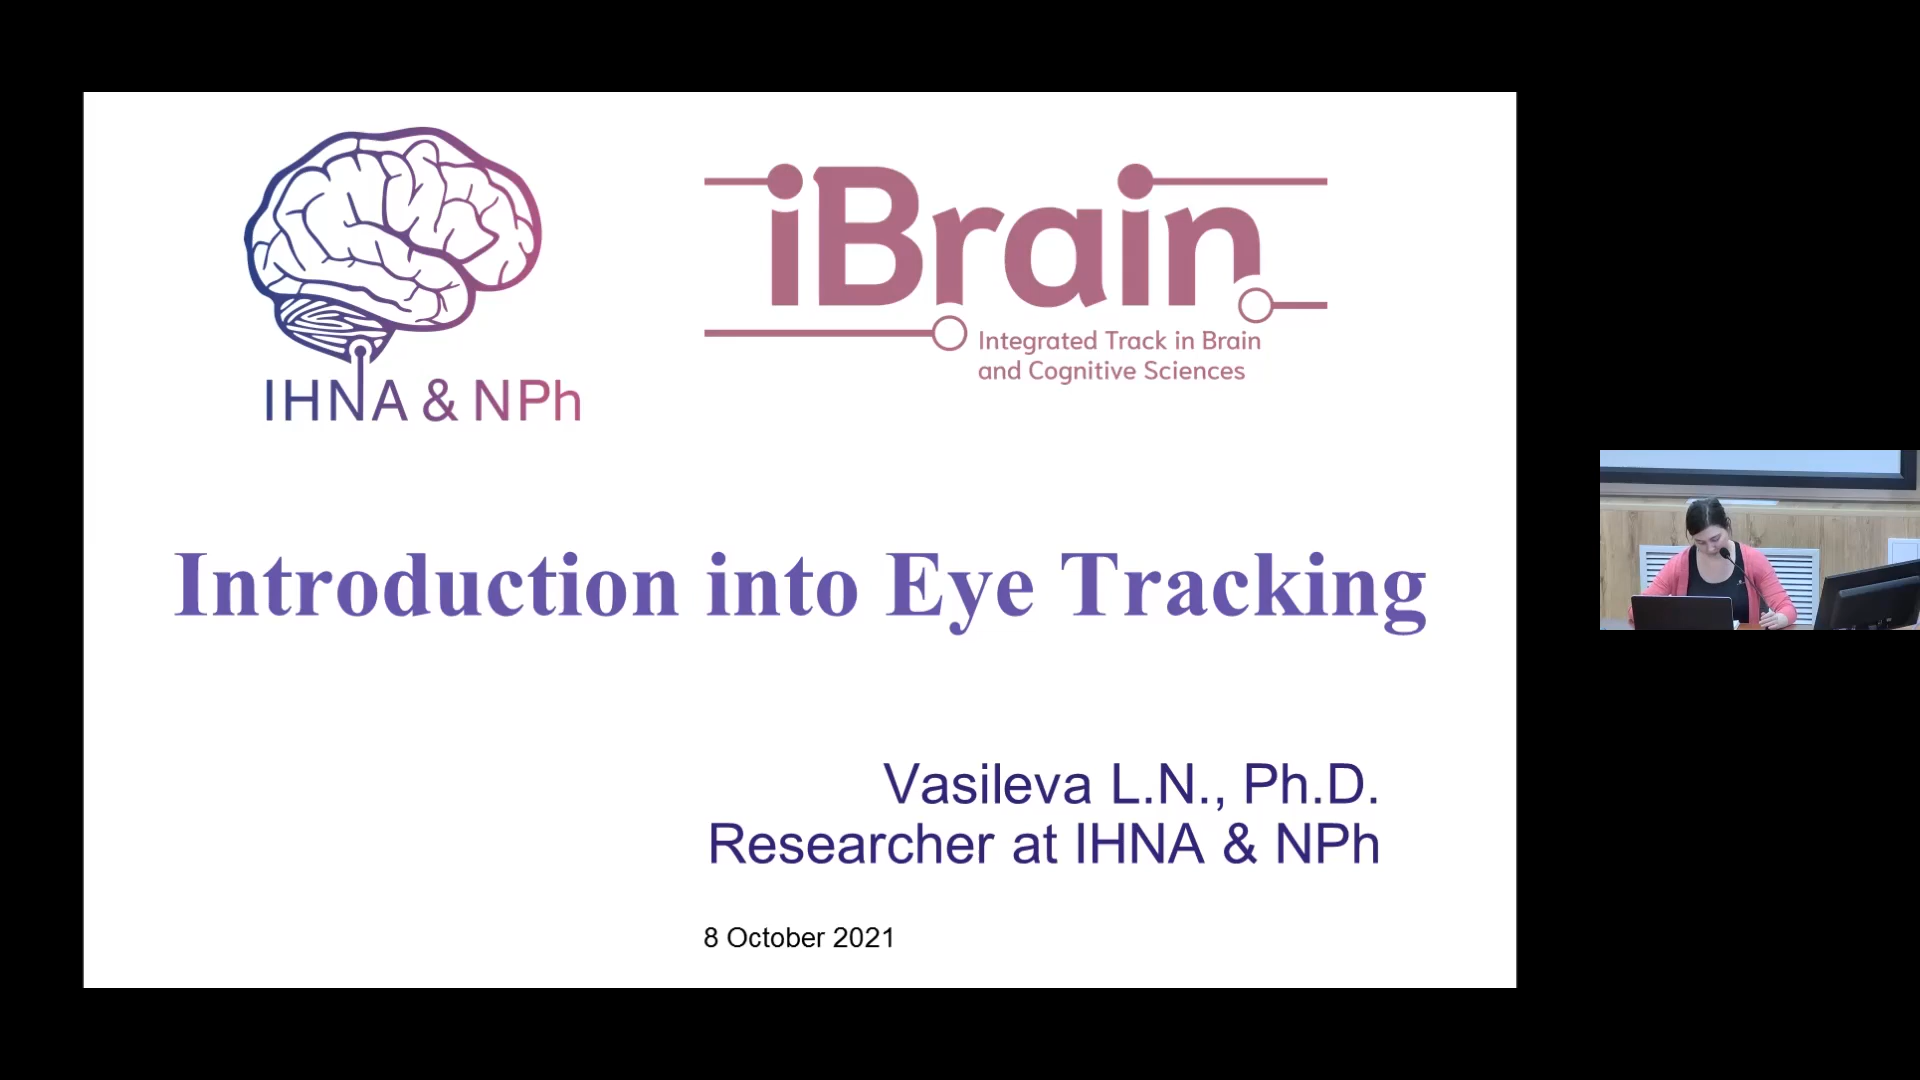 IHNA & NPh
iBrain
Integrated Track in Brain
and Cognitive Sciences
Introduction into Eye Tracking
Vasileva L.N., Ph.D.
Researcher at IHNA & NPh
8 October 2021